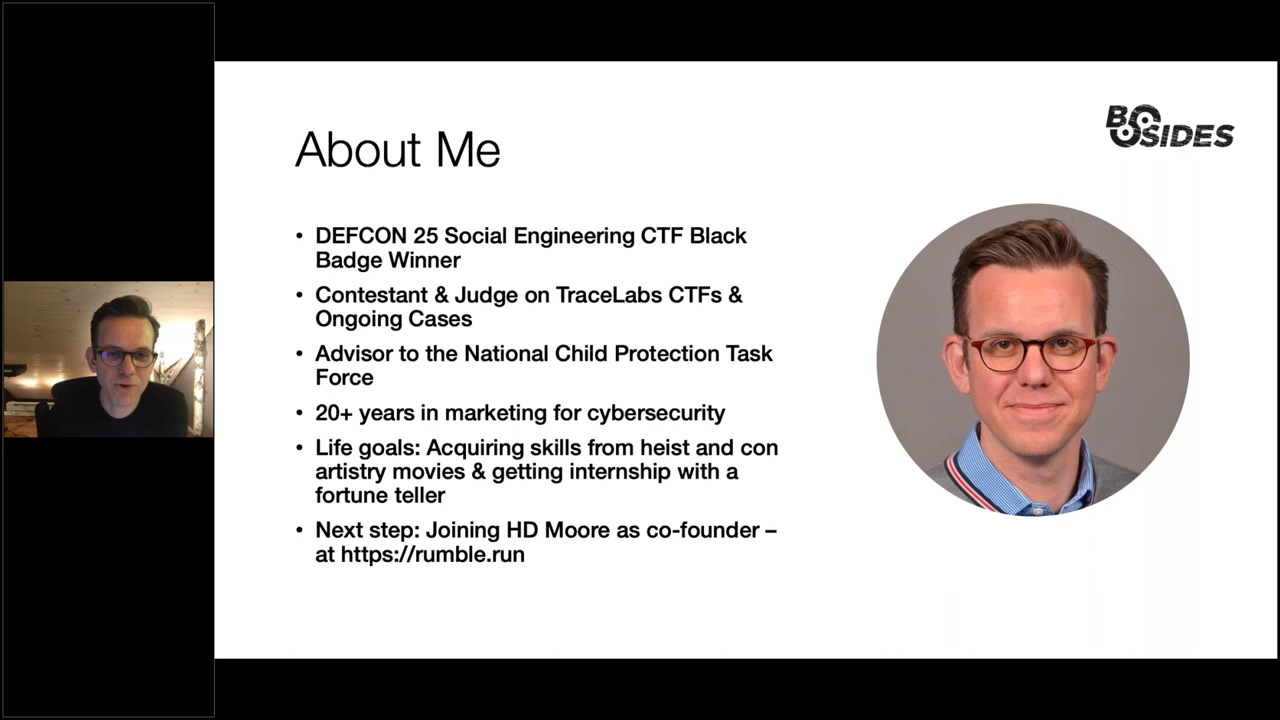 BSIDES
About Me
• DEFCON 25 Social Engineering CTF Black
Badge Winner
• Contestant & Judge on TraceLabs CTFs &
Ongoing Cases
• Advisor to the National Child Protection Task
Force
• 20+ years in marketing for cybersecurity
• Life goals: Acquiring skills from heist and con
artistry movies & getting internship with a
fortune teller
• Next step: Joining HD Moore as co-founder –
at https://rumble.run